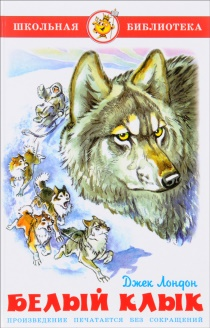 ШКОЛЬНАЯ БИБЛИОТЕКА
Джек Лондон
БЕЛЫЙ КЛЫК
ПРОИЗВЕДЕНИЕ ПЕЧАТАЕТСЯ БЕЗ СОКРАЩЕНИЙ